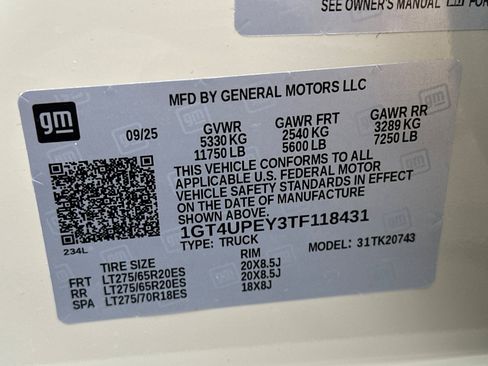 SEE OWNER'S MANUAL
FOR
MFD BY GENERAL MOTORS LLC
gm
09/25
GVWR GAWR FRT GAWR RR
5330 KG 2540 KG 3289 KG
11750 LB 5600 LB 7250 LB
THIS VEHICLE CONFORMS TO ALL
APPLICABLE U.S. FEDERAL MOTOR
VEHICLE SAFETY STANDARDS IN EFFECT
ON THE DATE OF MANUFACTURE
SHOWN ABOVE.
1GT4UPEY3TF118431
234L
TYPE: TRUCK MODEL: 31TK20743
TIRE SIZE RIM
FRT LT275/65R20ES 20X8.5J
RR LT275/65R20ES 20X8.5J
SPA LT275/70R18ES 18X8J